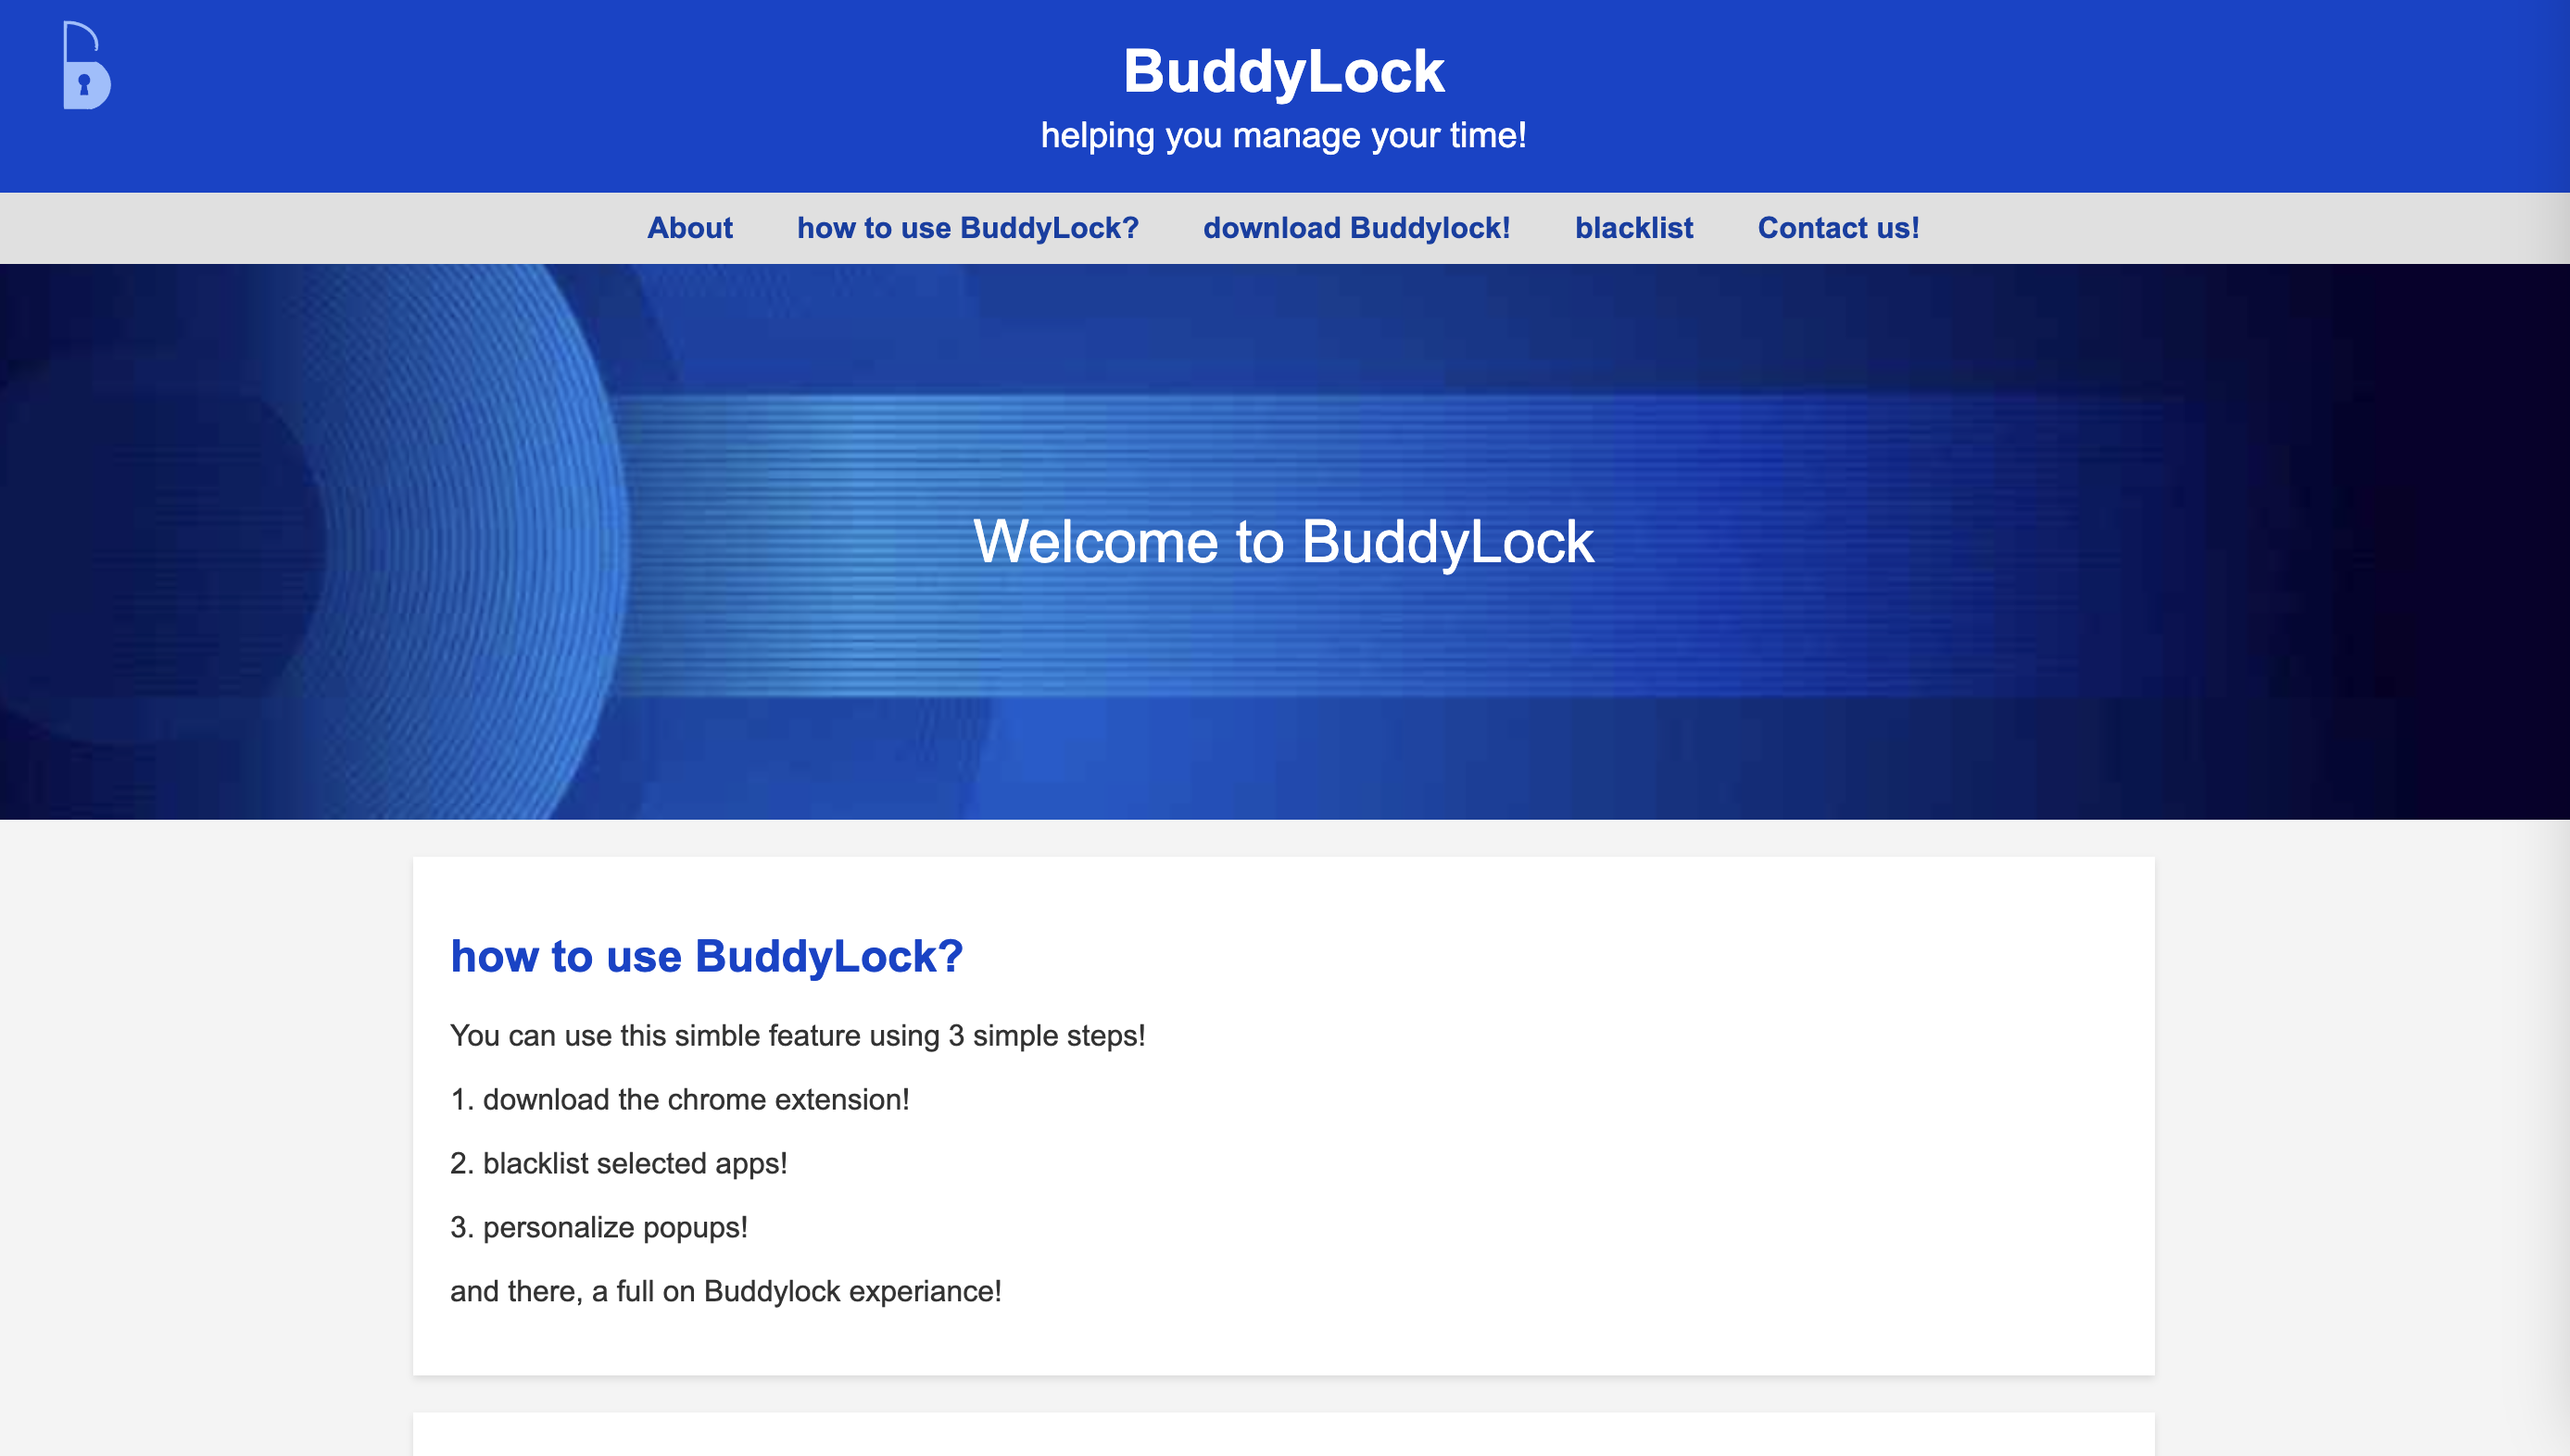 BuddyLock
helping you manage your time!
About how to use BuddyLock? download Buddylock! blacklist Contact us!
Welcome to BuddyLock
how to use BuddyLock?
You can use this simble feature using 3 simple steps!
1. download the chrome extension!
2. blacklist selected apps!
3. personalize popups!
and there, a full on Buddylock experiance!